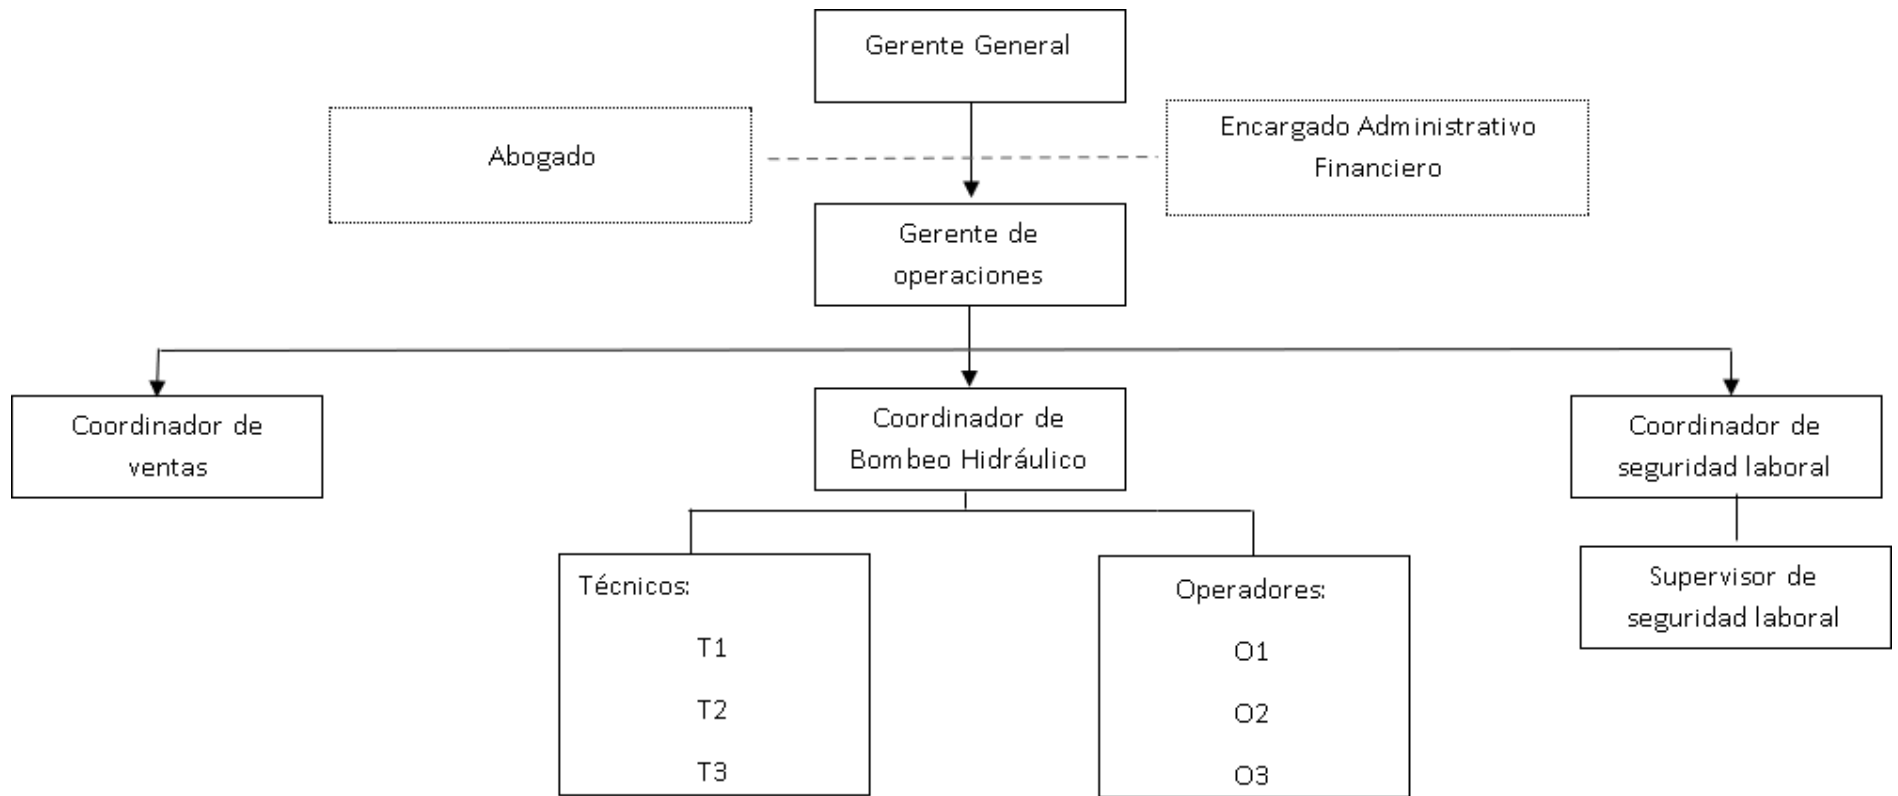 Gerente General
Abogado
Encargado Administrativo
Financiero
Gerente de
operaciones
Coordinador de
ventas
Coordinador de
Bombeo Hidráulico
Coordinador de
seguridad laboral
Técnicos:
T1
T2
T3
Operadores:
O1
O2
O3
Supervisor de
seguridad laboral